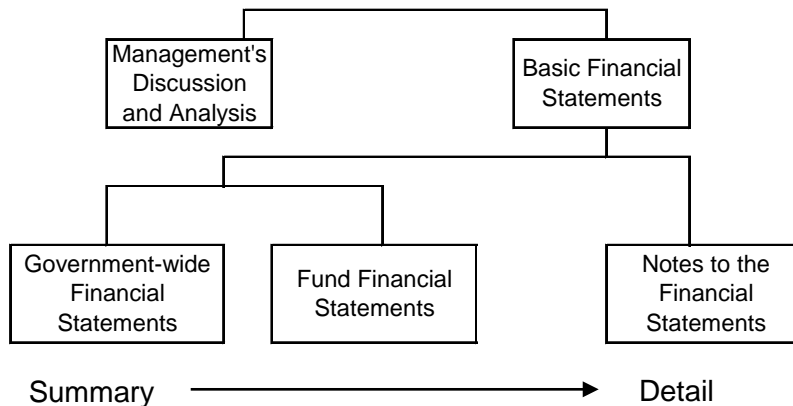 Management's
Discussion
and Analysis
Basic Financial
Statements
Government-wide
Financial
Statements
Fund Financial
Statements
Notes to the
Financial
Statements
Summary
Detail